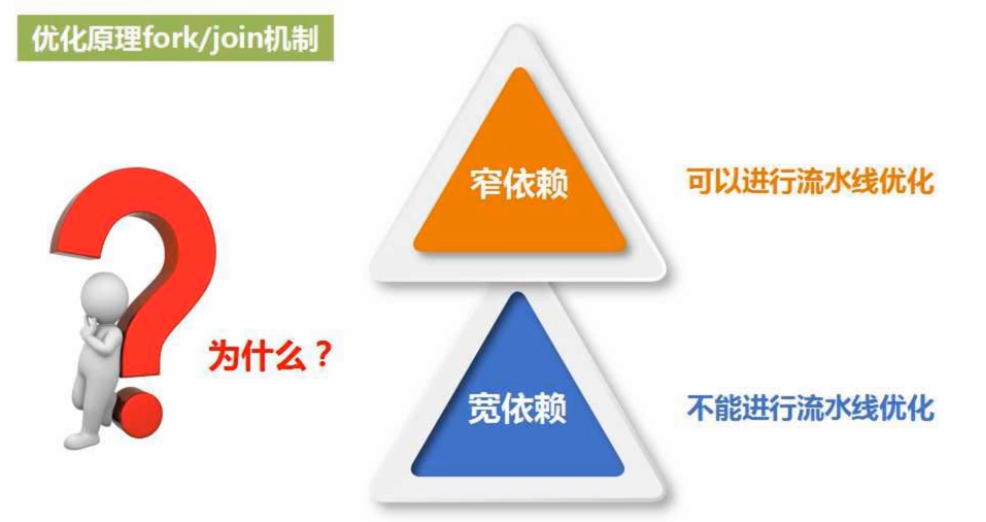 优化原理fork/join机制
窄依赖
可以进行流水线优化
为什么？
宽依赖
不能进行流水线优化